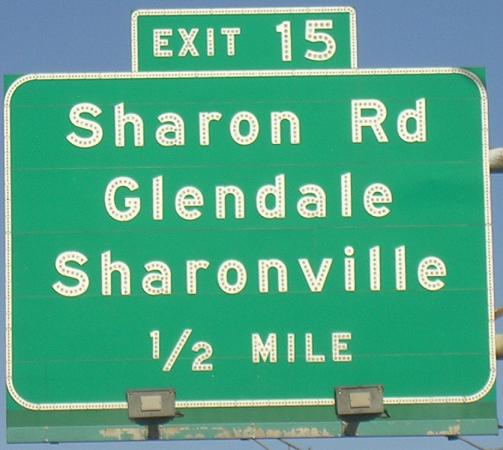 EXIT 15
Sharon Rd
Glendale
Sharonville
1/2 MILE